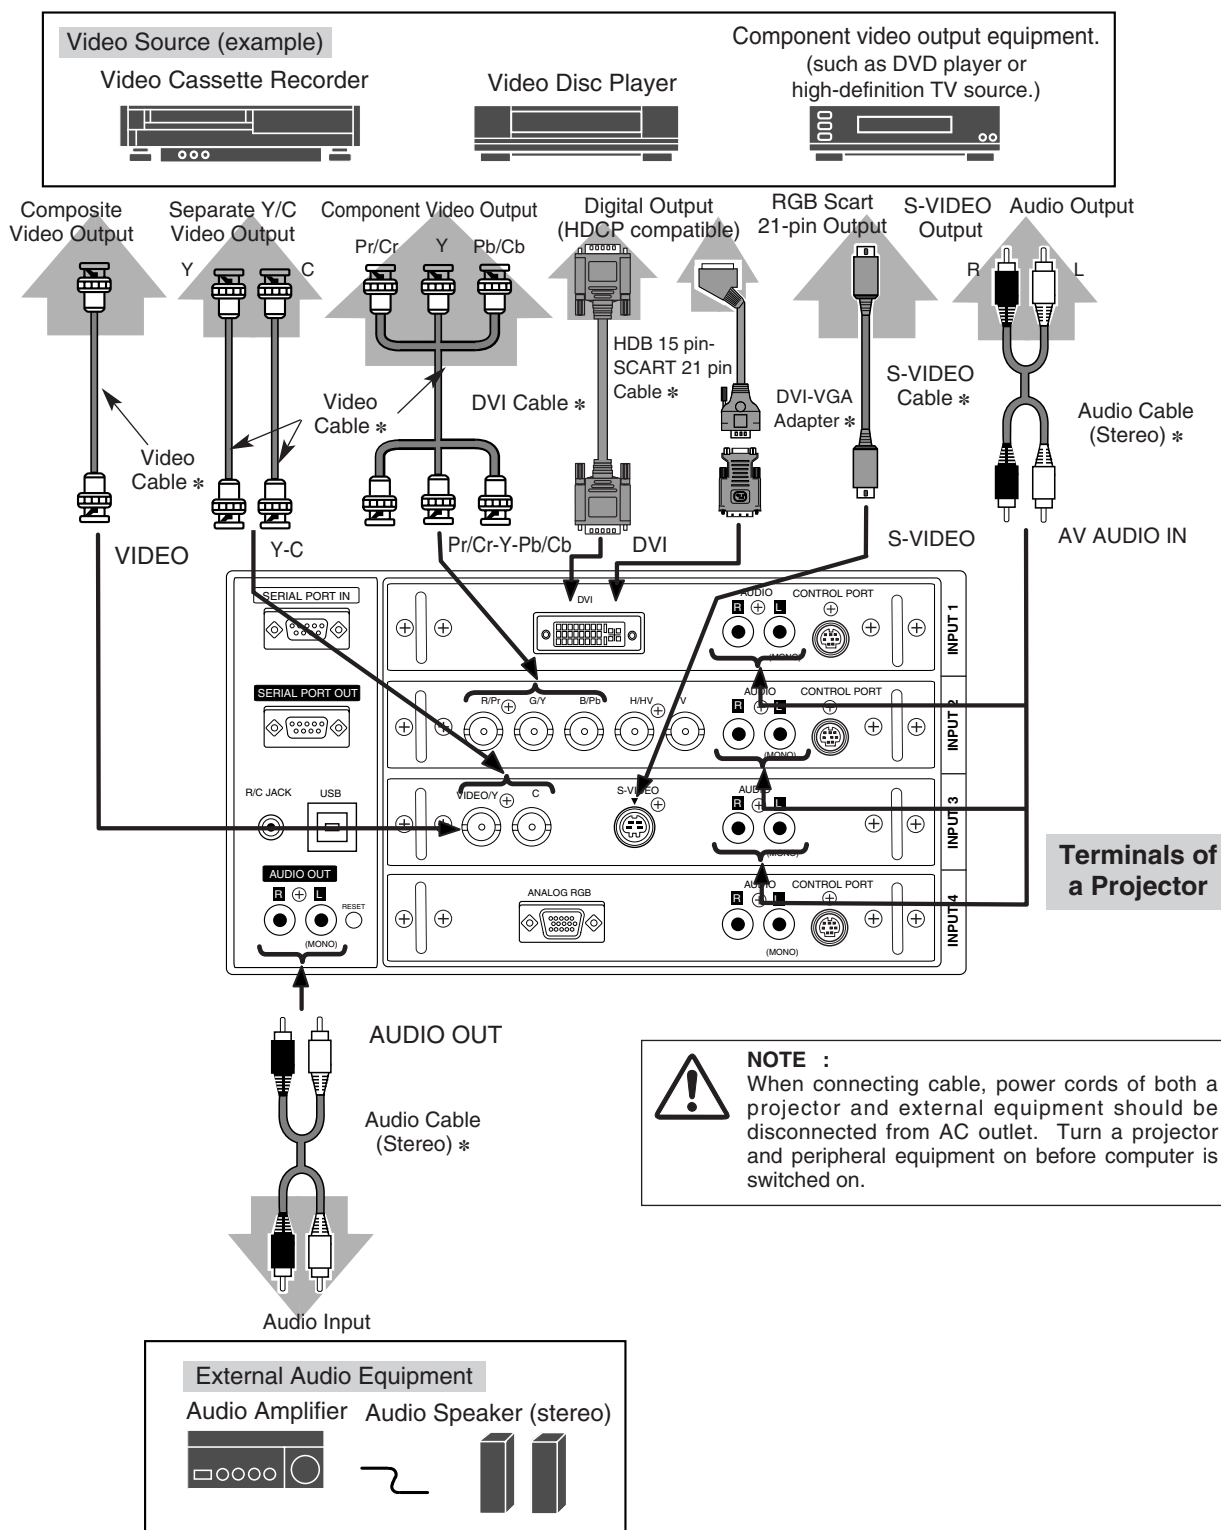 Video Source (example)
Video Cassette Recorder
Video Disc Player
Component video output equipment.
(such as DVD player or
high-definition TV source.)
Composite
Video Output
Separate Y/C
Video Output
Y
C
Component Video Output
Pr/Cr
Y
Pb/Cb
Digital Output
(HDCP compatible)
RGB Scart
21-pin Output
S-VIDEO
Output
Audio Output
R
L
Video
Cable *
Video
Cable *
DVI Cable *
HDB 15 pin-
SCART 21 pin
Cable *
DVI-VGA
Adapter *
S-VIDEO
Cable *
Audio Cable
(Stereo) *
VIDEO
Y-C
Pr/Cr-Y-Pb/Cb
DVI
S-VIDEO
AV AUDIO IN
SERIAL PORT IN
DVI
AUDIO
R
L
(MONO)
CONTROL PORT
INPUT 1
SERIAL PORT OUT
R/Pr
G/Y
B/Pb
H/HV
V
AUDIO
R
L
(MONO)
CONTROL PORT
INPUT 2
R/C JACK
USB
VIDEO/Y
C
S-VIDEO
AUDIO
R
L
(MONO)
INPUT 3
AUDIO OUT
R
L
RESET
(MONO)
ANALOG RGB
AUDIO
R
L
(MONO)
CONTROL PORT
INPUT 4
Terminals of
a Projector
AUDIO OUT
Audio Cable
(Stereo) *
NOTE :
When connecting cable, power cords of both a
projector and external equipment should be
disconnected from AC outlet. Turn a projector
and peripheral equipment on before computer is
switched on.
Audio Input
External Audio Equipment
Audio Amplifier
Audio Speaker (stereo)